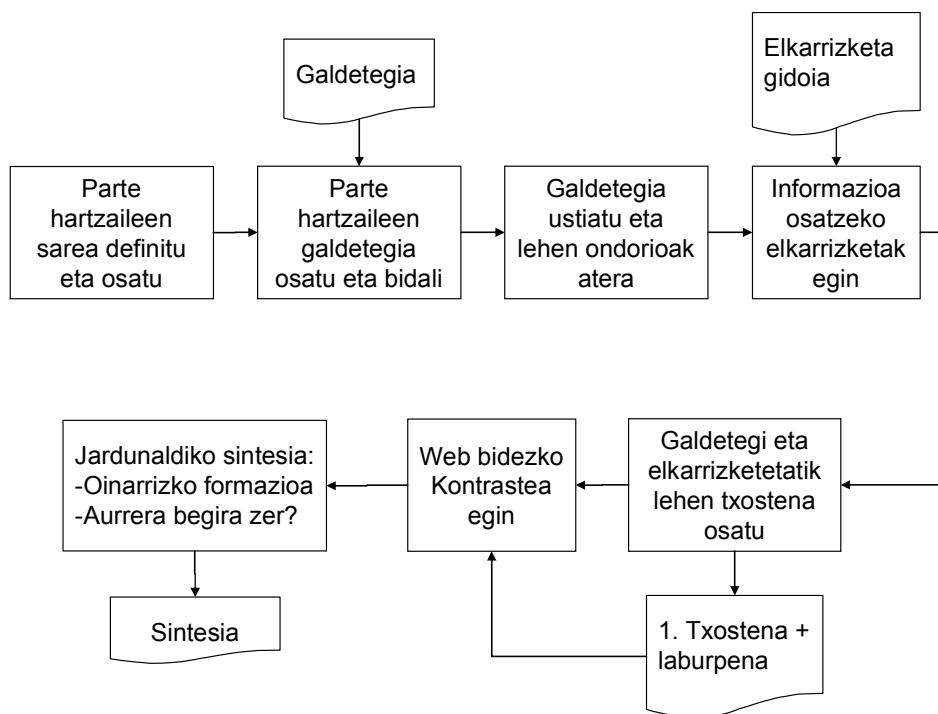 Galdetegia
Elkarrizketa
gidoia
Parte
hartzaileen
sarea definitu
eta osatu
Parte
hartzaileen
galdetegia
osatu eta bidali
Galdetegia
ustiatu eta
lehen ondorioak
atera
Informazioa
osatzeko
elkarrizketak
egin
Jardunaldiko sintesia:
-Oinarrizko formazioa
-Aurrera begira zer?
Web bidezko
Kontrastea
egin
Galdetegi eta
elkarrizketetatik
lehen txostena
osatu
Sintesia
1. Txostena +
laburpena